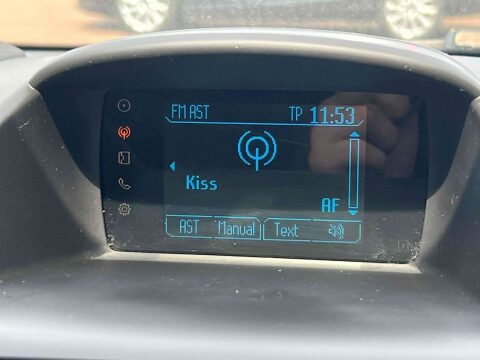 FM AST TP 11:53
Kiss
AF
AST Manual Text